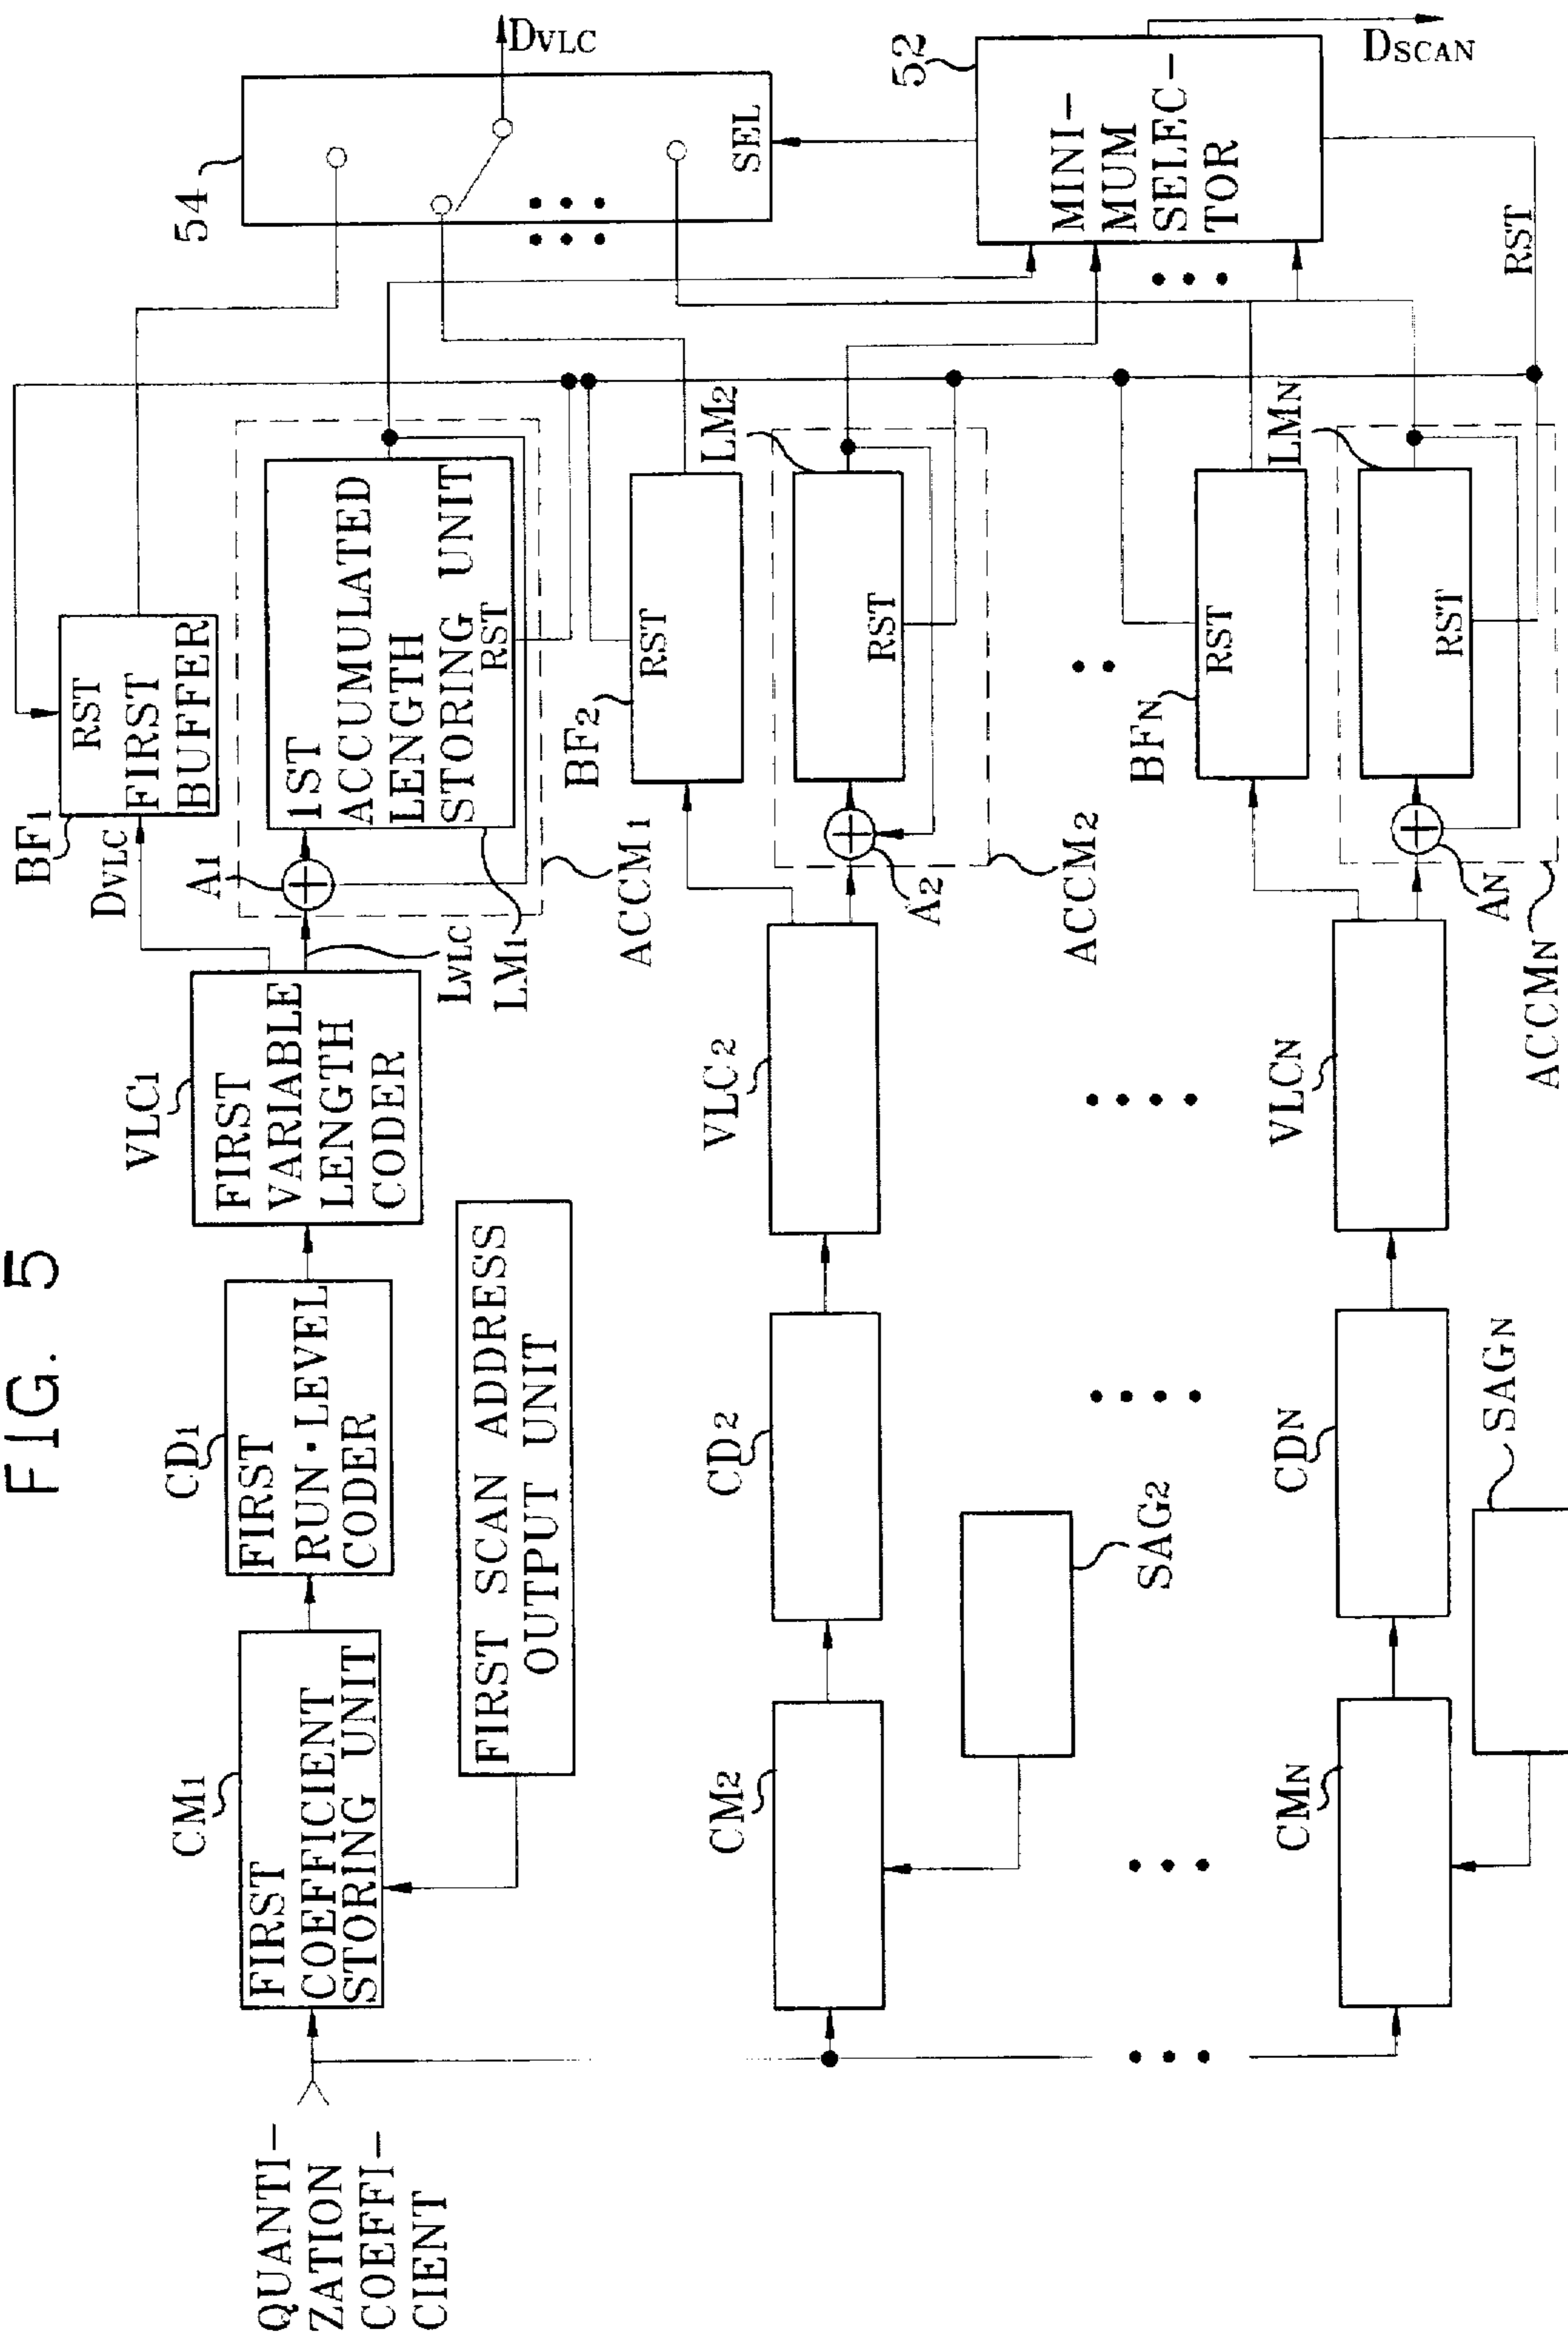 FIG. 5
QUANTI-
ZATION
COEFFI-
CIENT
CM1
FIRST
COEFFICIENT
STORING UNIT
FIRST SCAN ADDRESS
OUTPUT UNIT
CD1
FIRST
RUN·LEVEL
CODER
VLC1
FIRST
VARIABLE
LENGTH
CODER
DVLC
LVLC
BF1
RST
FIRST
BUFFER
A1
1ST
ACCUMULATED
LENGTH
STORING UNIT
RST
LM1
ACCM1
54
SEL
DVLC
CM2
SAG2
CD2
VLC2
BF2
RST
LM2
RST
A2
ACCM2
52
MINI-
MUM
SELEC-
TOR
DSCAN
CMN
SAGN
CDN
VLCN
BFN
RST
LMN
RST
AN
ACCMN
RST